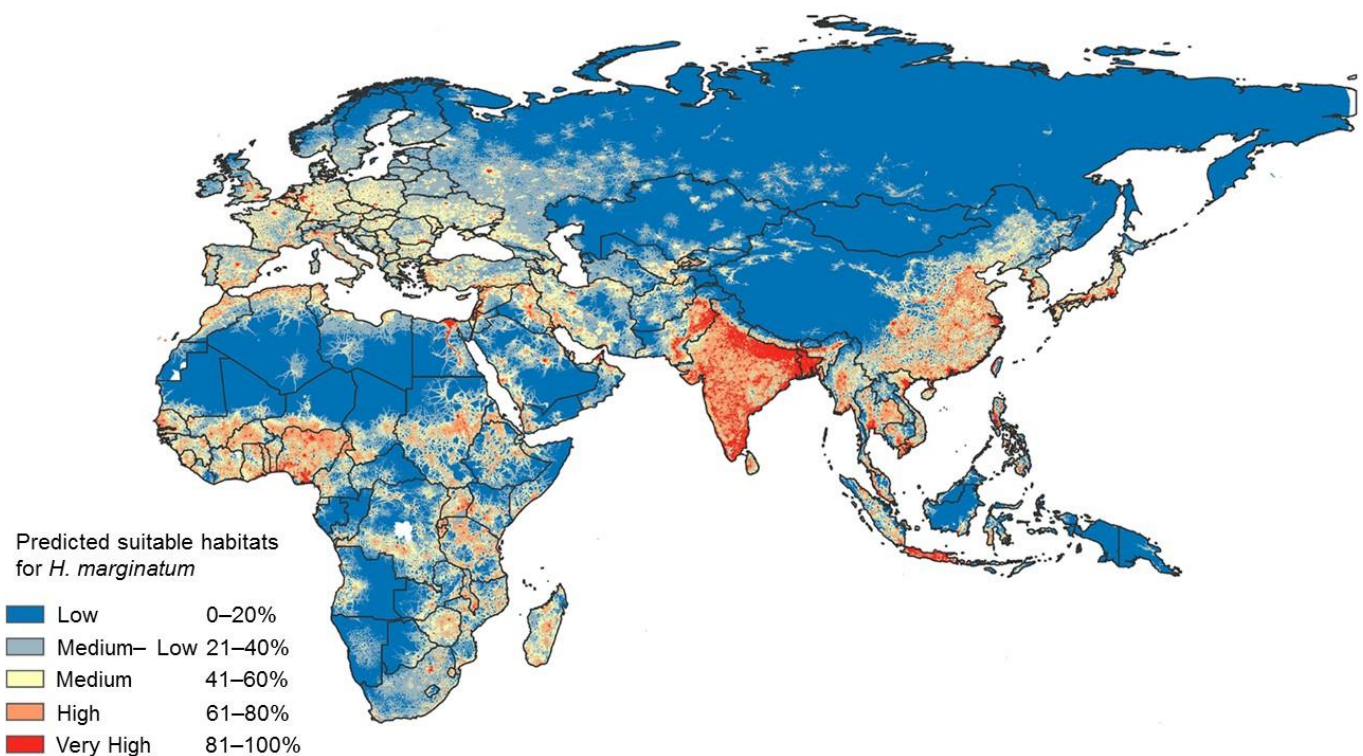 Predicted suitable habitats
for H. marginatum
Low 0–20%
Medium– Low 21–40%
Medium 41–60%
High 61–80%
Very High 81–100%